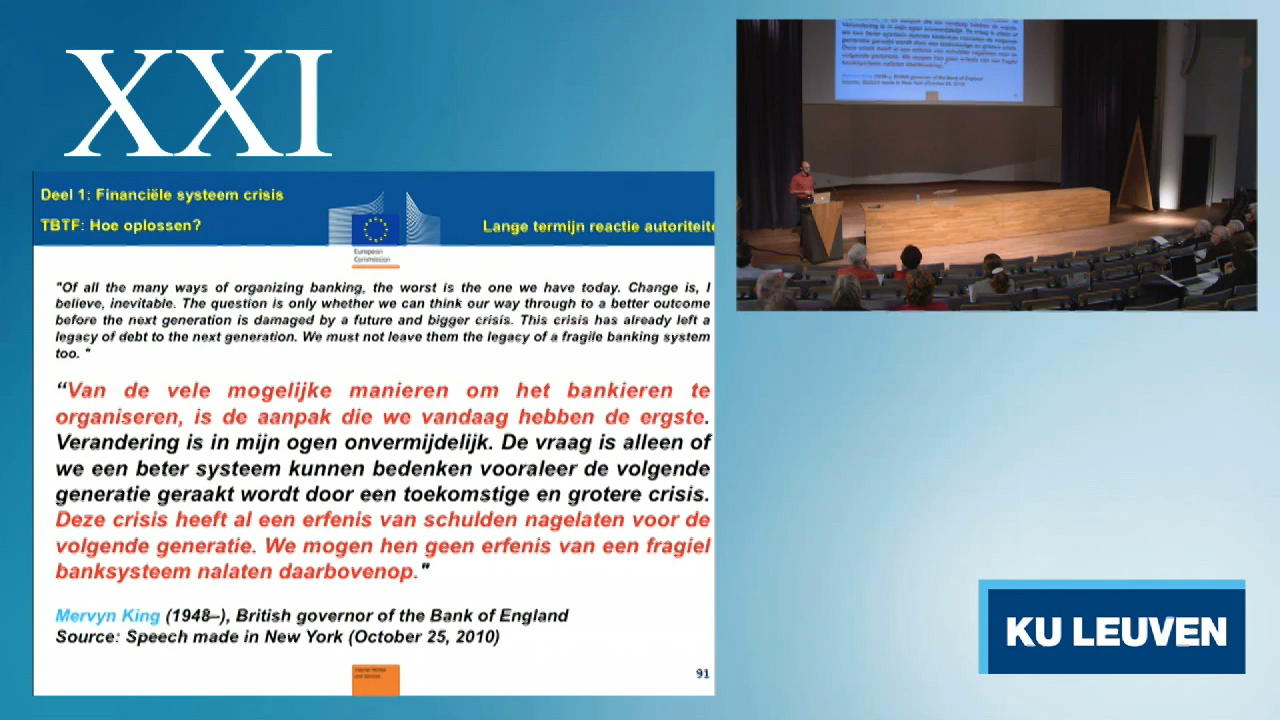 XXI
Deel 1: Financiële systeem crisis
TBTF: Hoe oplossen?
Lange termijn reactie autoriteite
European
Commission
"Of all the many ways of organizing banking, the worst is the one we have today. Change is, I
believe, inevitable. The question is only whether we can think our way through to a better outcome
before the next generation is damaged by a future and bigger crisis. This crisis has already left a
legacy of debt to the next generation. We must not leave them the legacy of a fragile banking system
too. "
“Van de vele mogelijke manieren om het bankieren te
organiseren, is de aanpak die we vandaag hebben de ergste.
Verandering is in mijn ogen onvermijdelijk. De vraag is alleen of
we een beter systeem kunnen bedenken vooraleer de volgende
generatie geraakt wordt door een toekomstige en grotere crisis.
Deze crisis heeft al een erfenis van schulden nagelaten voor de
volgende generatie. We mogen hen geen erfenis van een fragiel
banksysteem nalaten daarbovenop."
Mervyn King (1948–), British governor of the Bank of England
Source: Speech made in New York (October 25, 2010)
91
KU LEUVEN